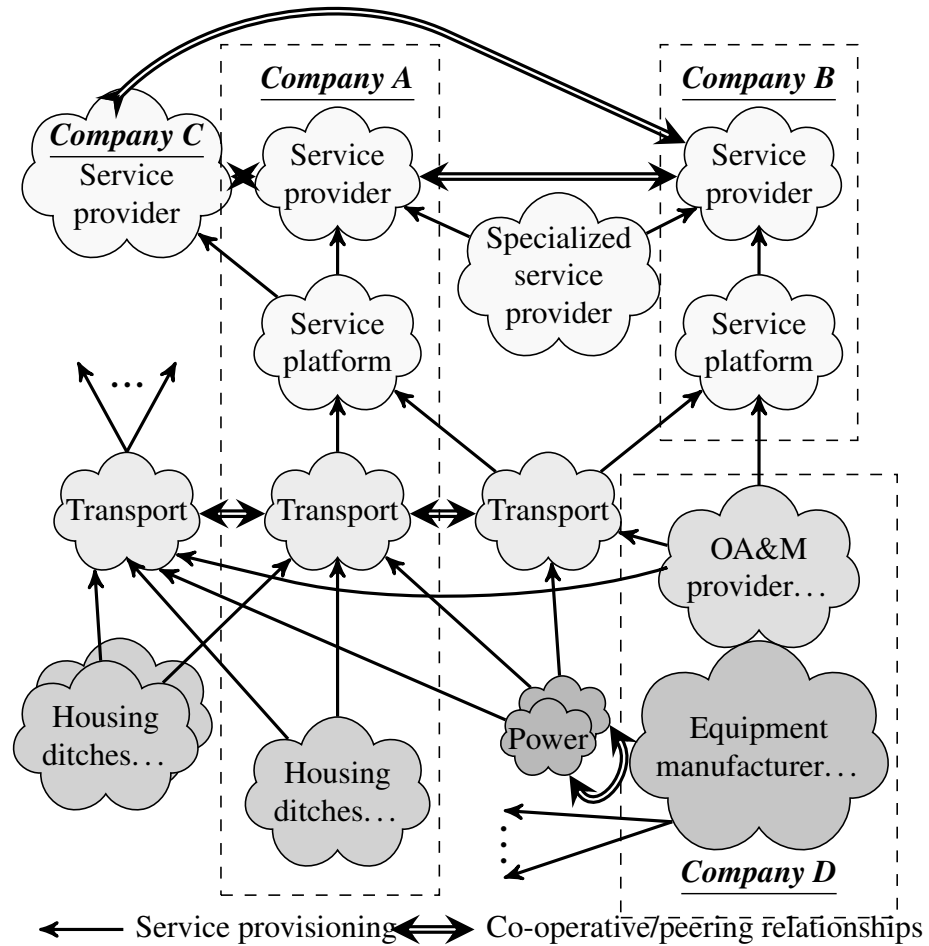 Company A
Company B
Company C
Service
provider
Service
provider
Service
provider
Specialized
service
provider
Service
platform
Service
platform
...
Transport
Transport
Transport
OA&M
provider...
Housing
ditches...
Power
Equipment
manufacturer...
Housing
ditches...
...
Company D
Service provisioning
Co-operative/peering relationships